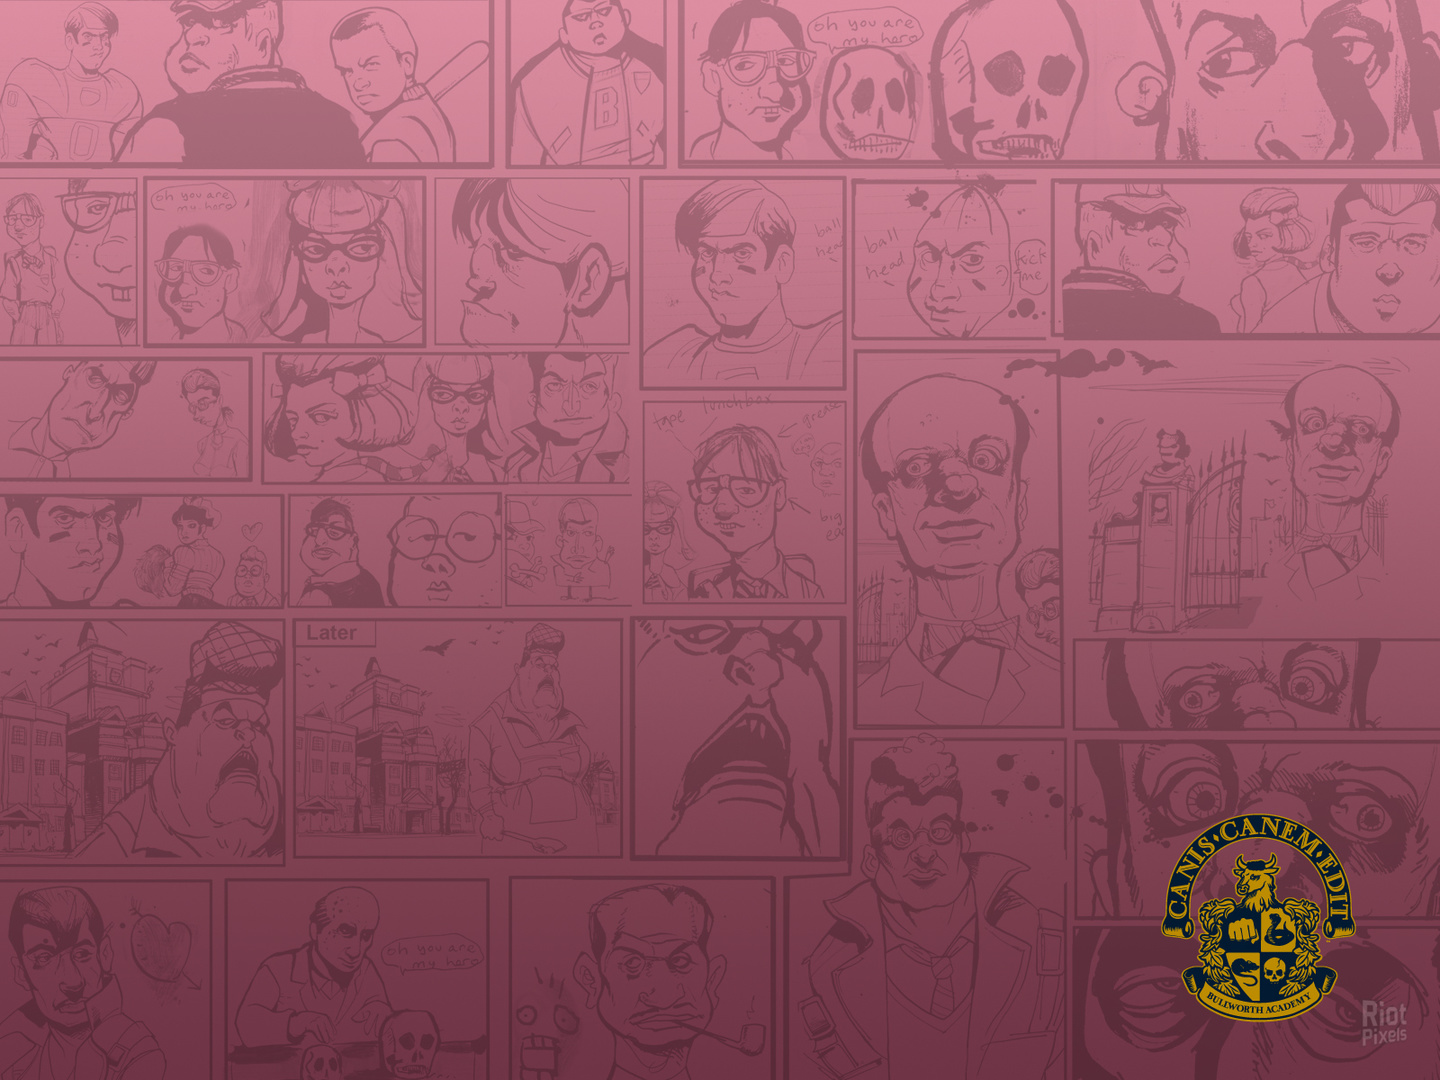 oh you are
my hero
B
oh you are
my hero
ball
head
ball
head
kick
me
tape
lunchbox
grease
big
Later
oh you are
my hero
CANIS·CANEM·EDIT
BULLWORTH ACADEMY
Riot
Pixels